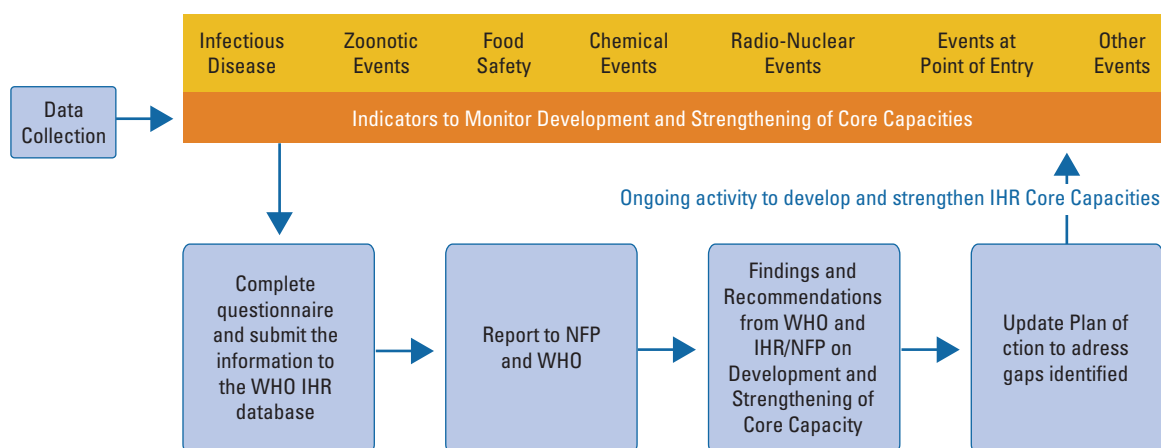 Infectious
Disease
Zoonotic
Events
Food
Safety
Chemical
Events
Radio-Nuclear
Events
Events at
Point of Entry
Other
Events
Data
Collection
Indicators to Monitor Development and Strengthening of Core Capacities
Ongoing activity to develop and strengthen IHR Core Capacities
Complete
questionnaire
and submit the
information to
the WHO IHR
database
Report to NFP
and WHO
Findings and
Recommendations
from WHO and
IHR/NFP on
Development and
Strengthening of
Core Capacity
Update Plan of
ction to adress
gaps identified